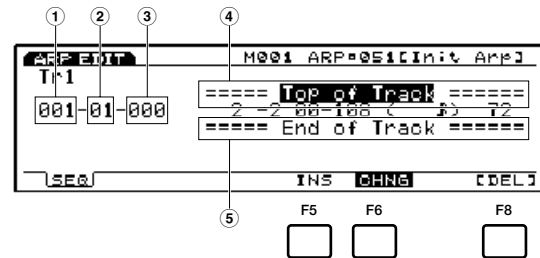 ① ② ③ ④
ARP EDIT M001 ARP=051[Init Arp]
Tr1
===== Top of Track ======
001-01-000
===== End of Track ======
SEQ INS CHNG [DEL]
⑤ F5 F6 F8